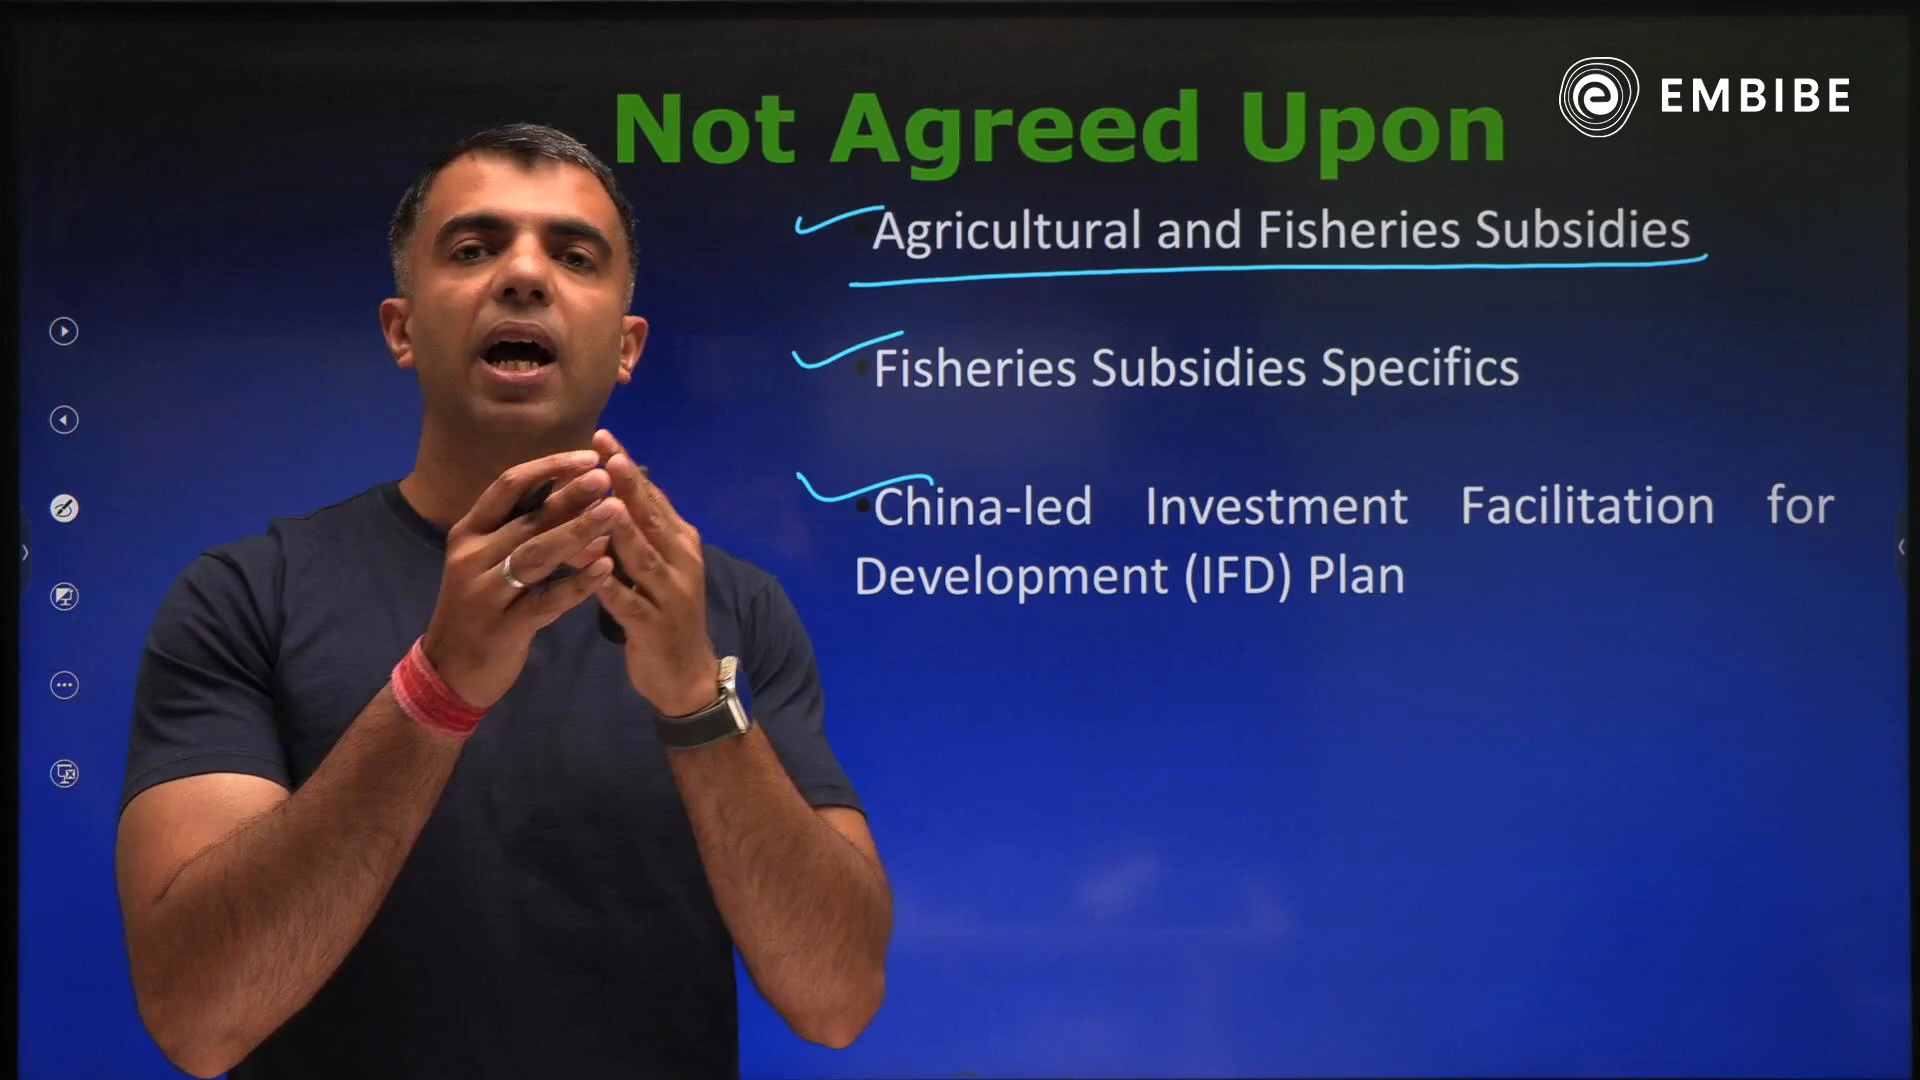 EMBIBE
Not Agreed Upon
Agricultural and Fisheries Subsidies
Fisheries Subsidies Specifics
China-led Investment Facilitation for
Development (IFD) Plan